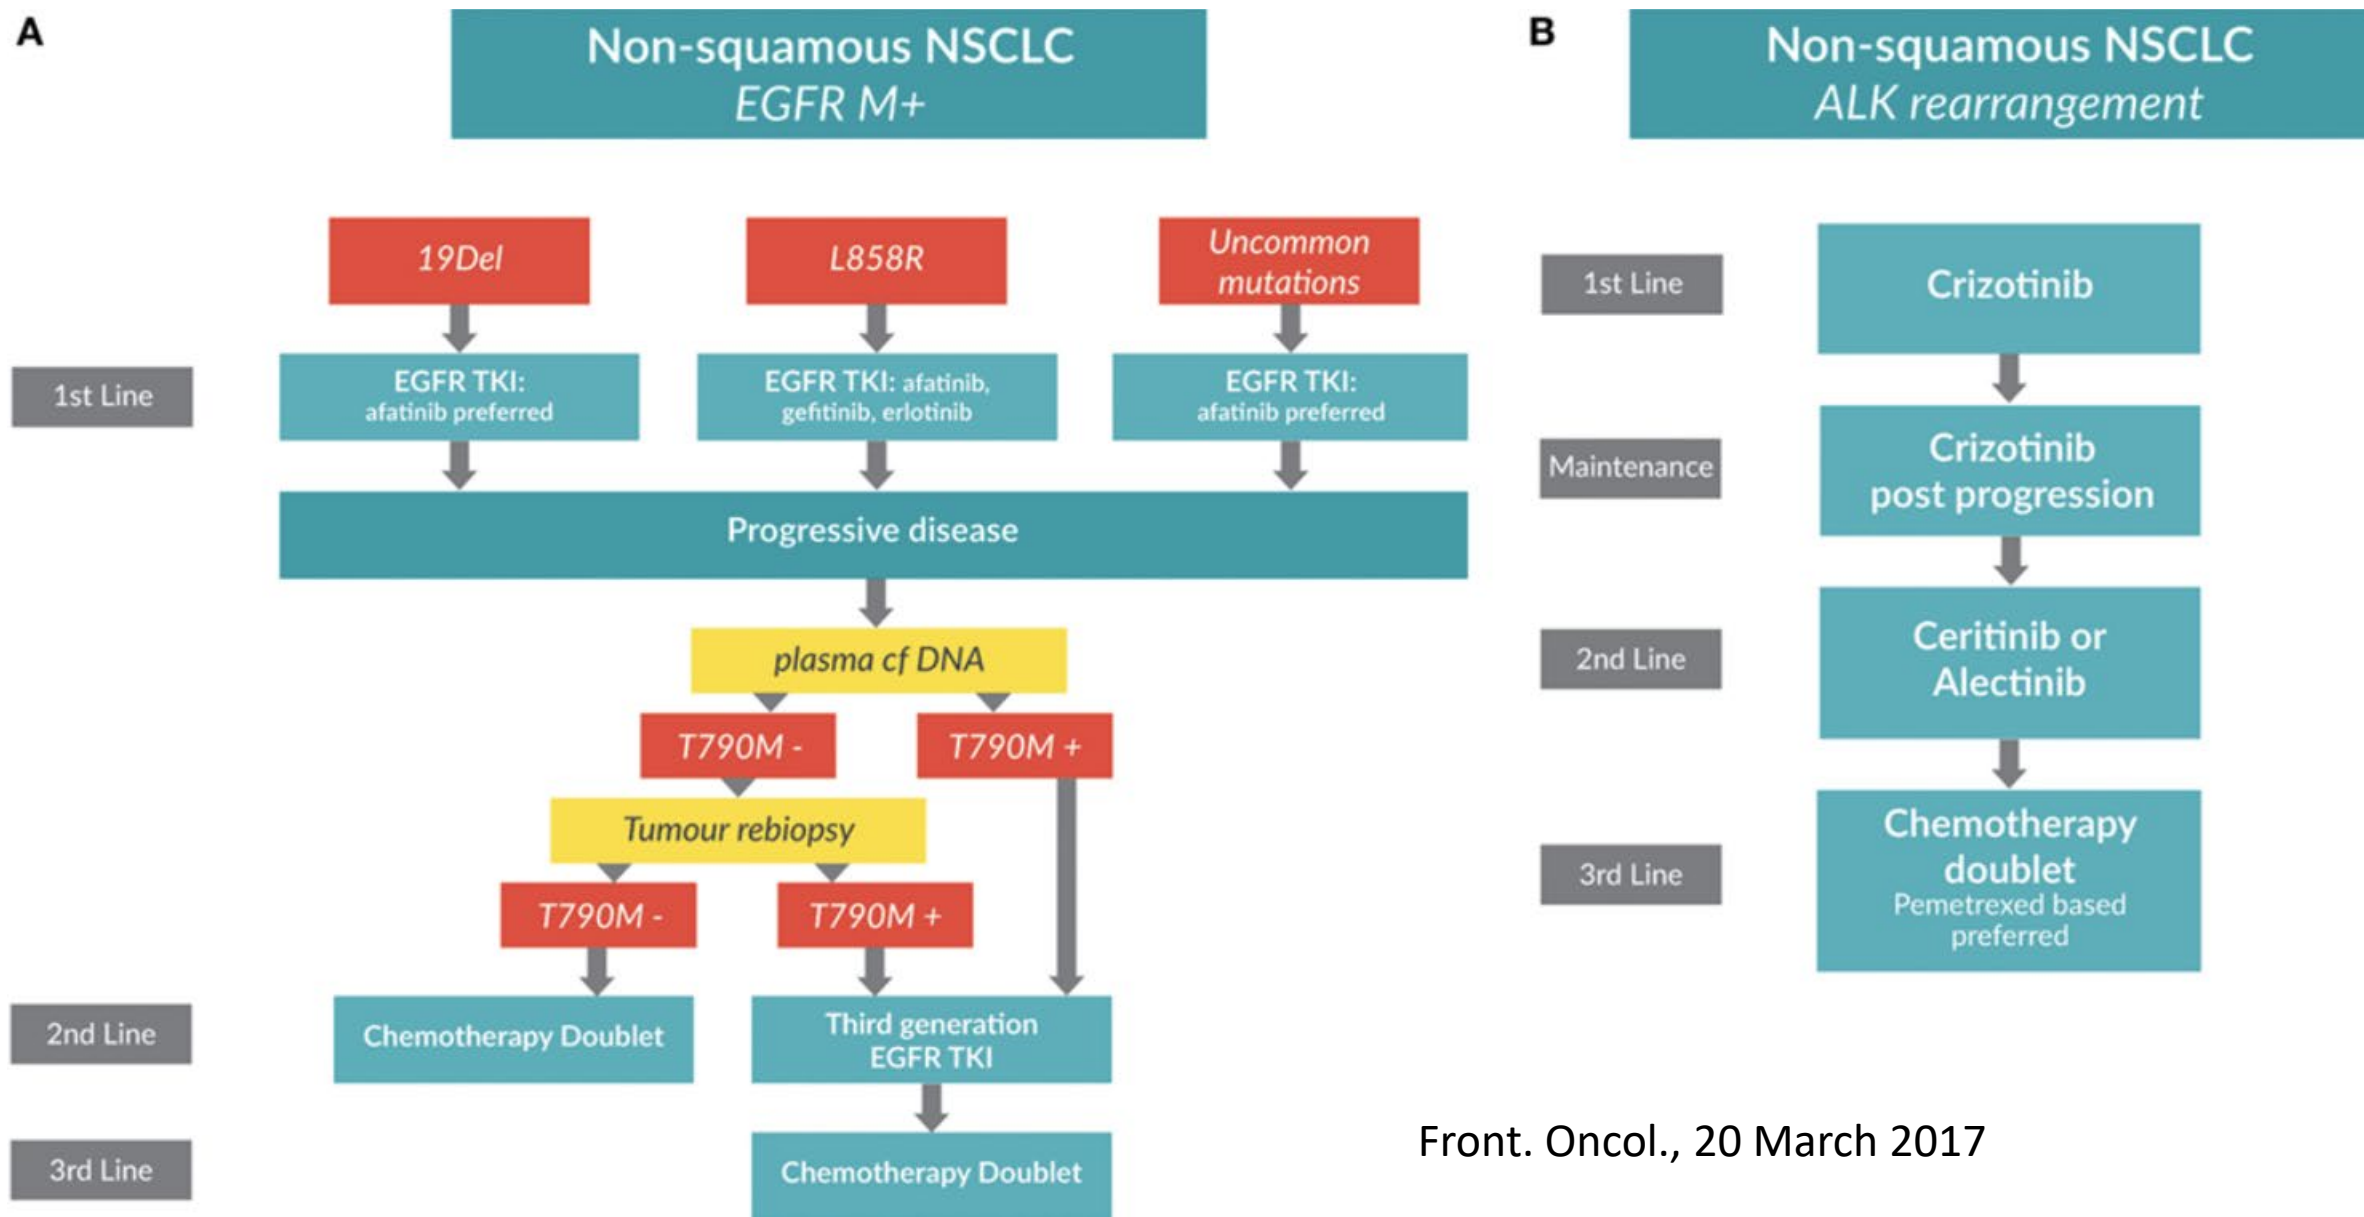 A
Non-squamous NSCLC
EGFR M+
19Del
L858R
Uncommon
mutations
1st Line
EGFR TKI:
afatinib preferred
EGFR TKI: afatinib,
gefitinib, erlotinib
EGFR TKI:
afatinib preferred
Progressive disease
plasma cf DNA
T790M -
T790M +
Tumour rebiopsy
T790M -
T790M +
2nd Line
Chemotherapy Doublet
Third generation
EGFR TKI
3rd Line
Chemotherapy Doublet
B
Non-squamous NSCLC
ALK rearrangement
1st Line
Crizotinib
Maintenance
Crizotinib
post progression
2nd Line
Ceritinib or
Alectinib
3rd Line
Chemotherapy
doublet
Pemetrexed based
preferred
Front. Oncol., 20 March 2017